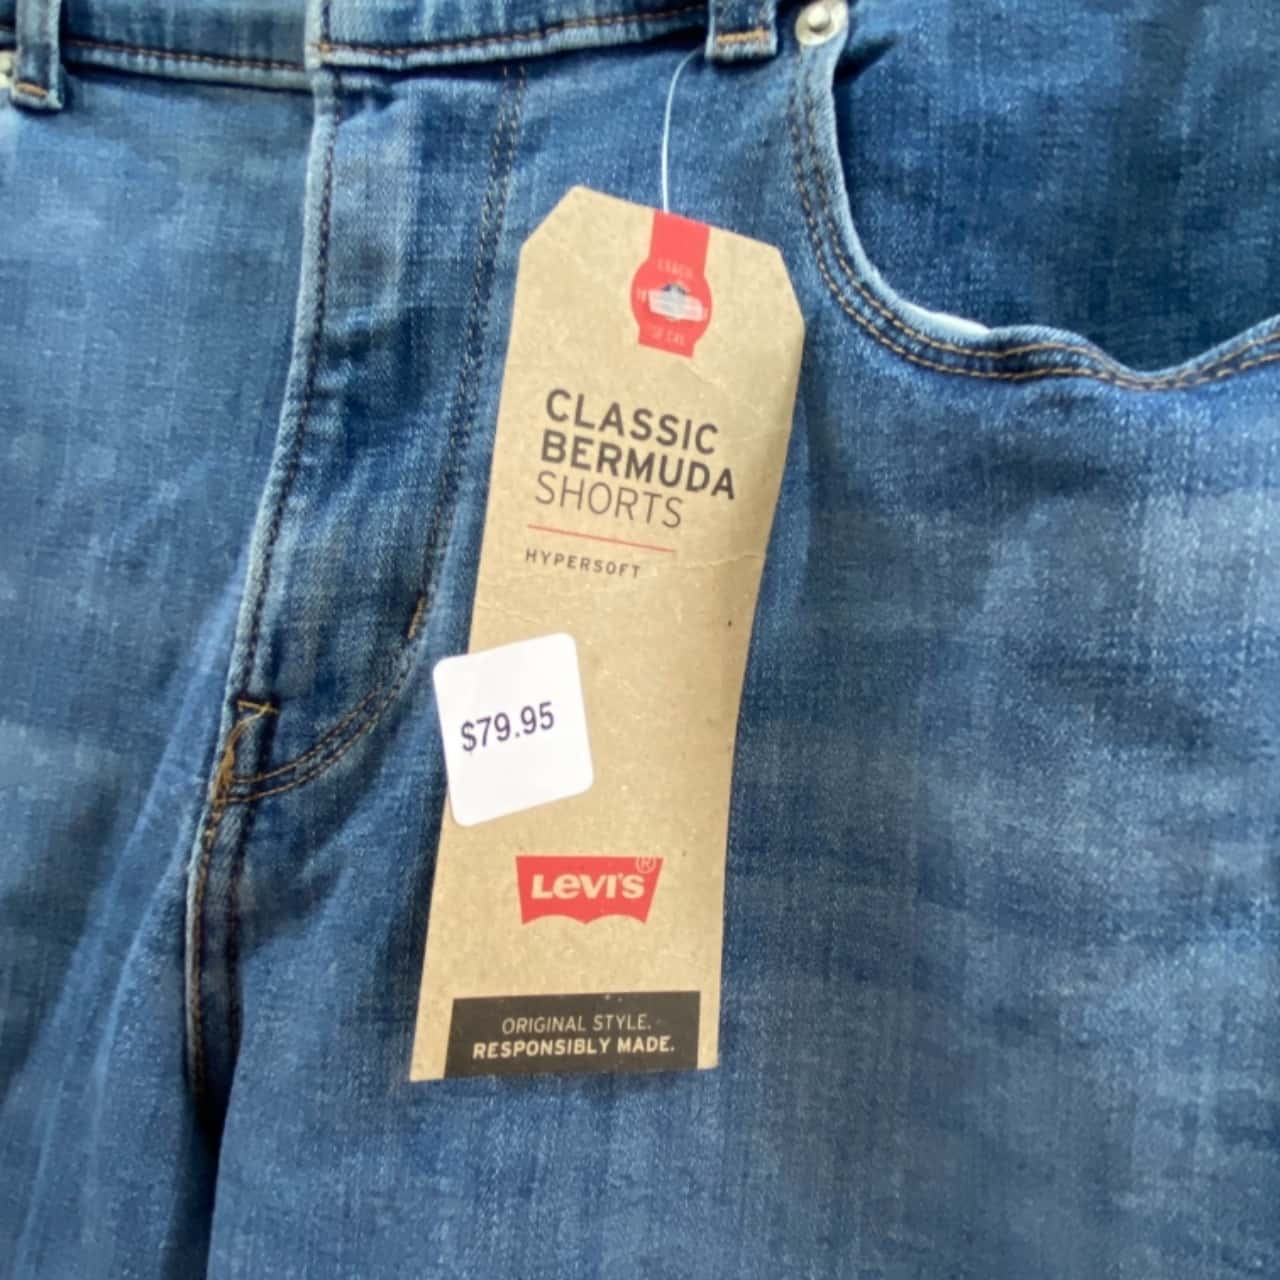 CLASSIC
BERMUDA
SHORTS
HYPERSOFT
$79.95
LEVI'S®
ORIGINAL STYLE.
RESPONSIBLY MADE.